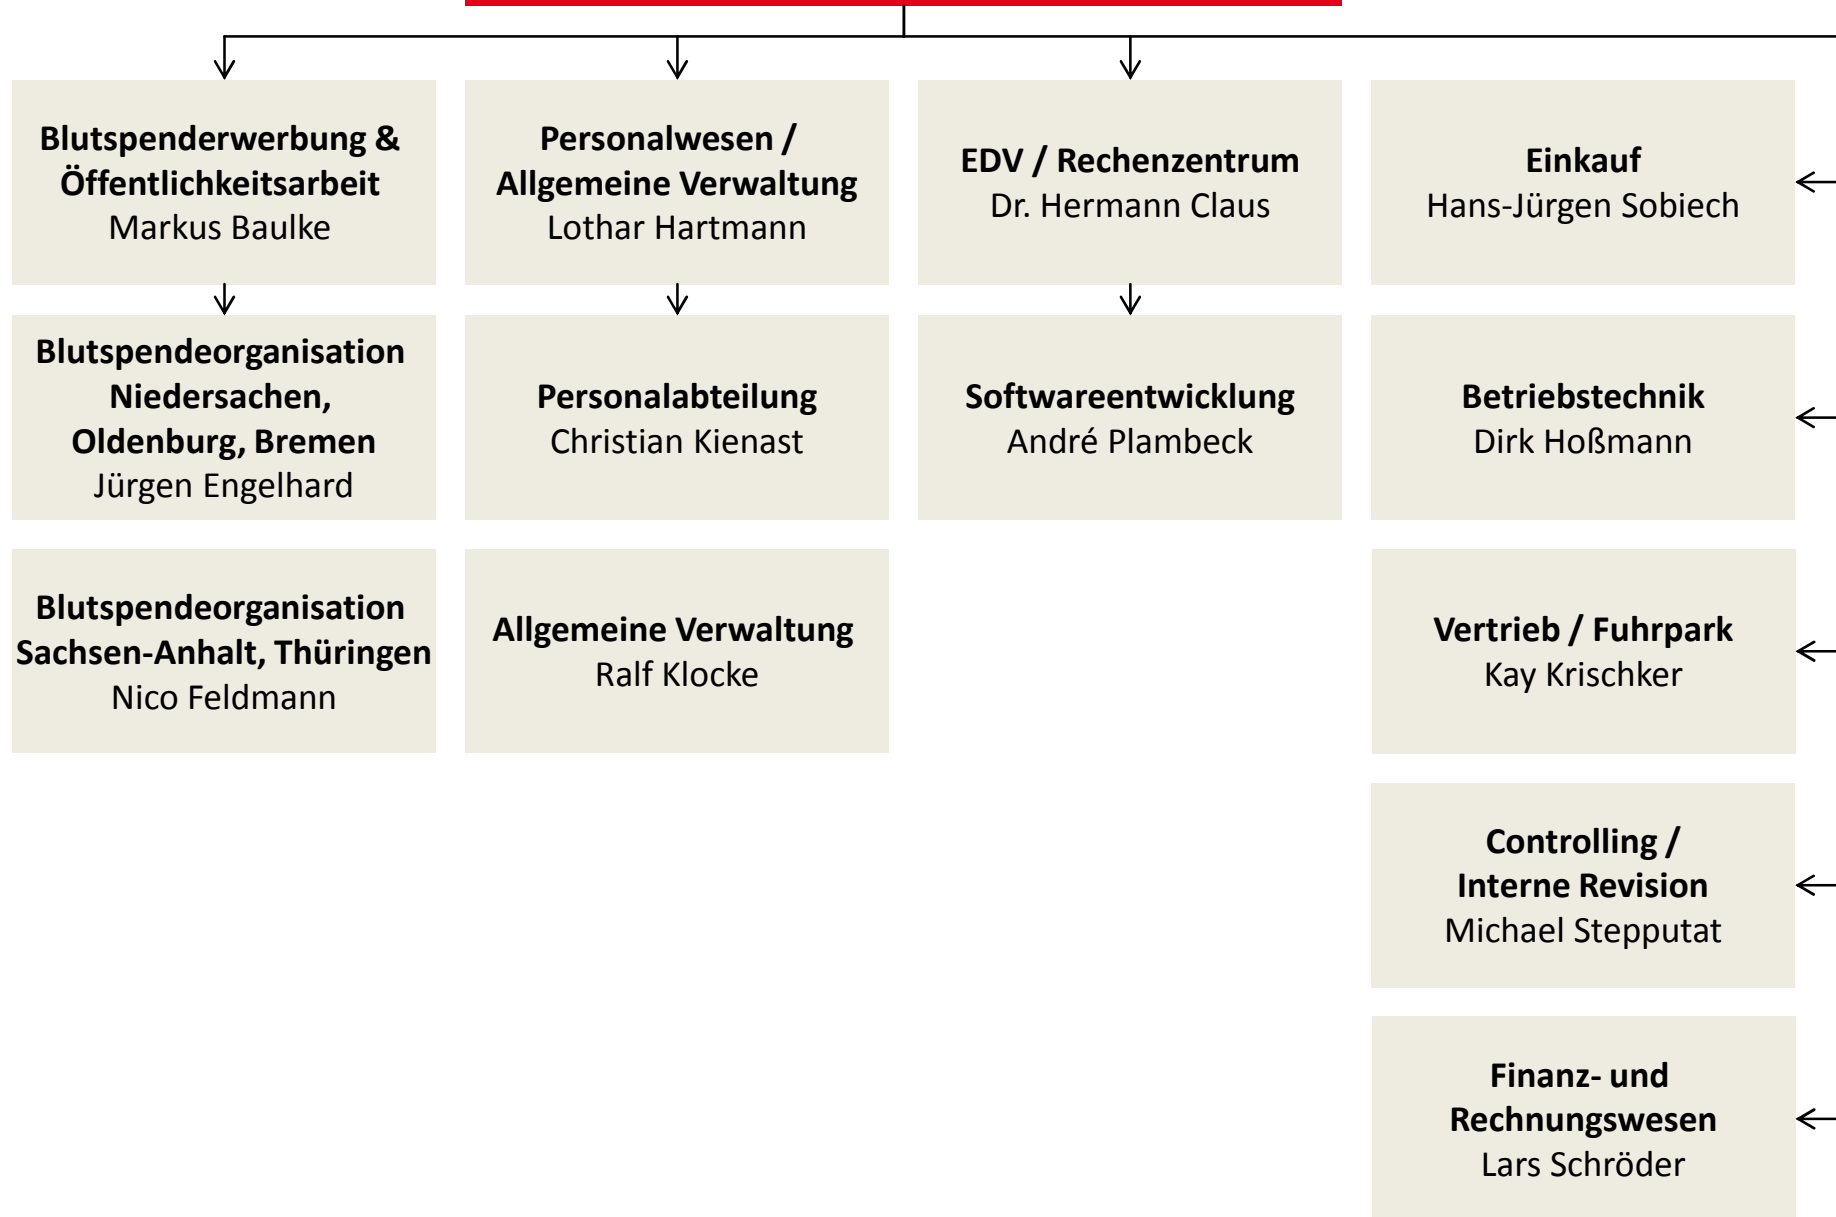 Blutspenderwerbung &
Öffentlichkeitsarbeit
Markus Baulke
Personalwesen /
Allgemeine Verwaltung
Lothar Hartmann
EDV / Rechenzentrum
Dr. Hermann Claus
Einkauf
Hans-Jürgen Sobiech
Blutspendeorganisation
Niedersachen,
Oldenburg, Bremen
Jürgen Engelhard
Personalabteilung
Christian Kienast
Softwareentwicklung
André Plambeck
Betriebstechnik
Dirk Hoßmann
Blutspendeorganisation
Sachsen-Anhalt, Thüringen
Nico Feldmann
Allgemeine Verwaltung
Ralf Klocke
Vertrieb / Fuhrpark
Kay Krischker
Controlling /
Interne Revision
Michael Stepputat
Finanz- und
Rechnungswesen
Lars Schröder